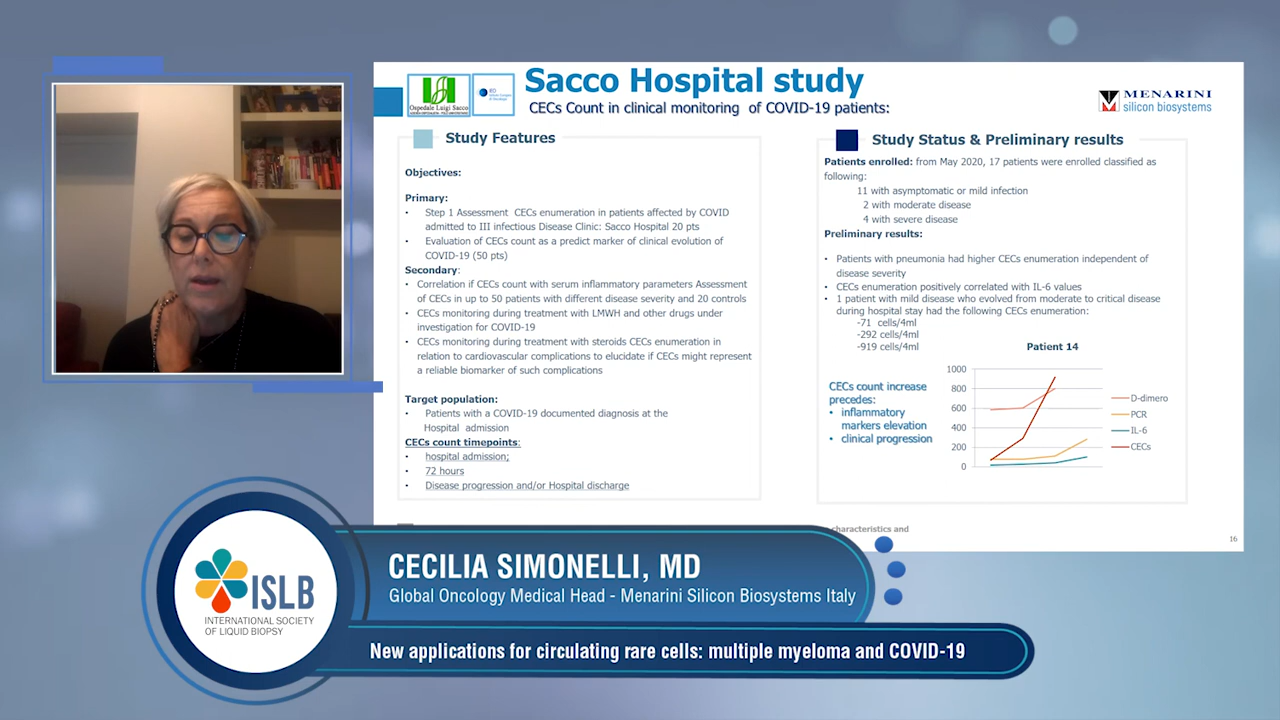 Sacco Hospital study
CECs Count in clinical monitoring of COVID-19 patients:
Ospedale Luigi Sacco
IEO
MENARINI
silicon biosystems
Study Features
Objectives:
Primary:
• Step 1 Assessment CECs enumeration in patients affected by COVID
admitted to III infectious Disease Clinic: Sacco Hospital 20 pts
• Evaluation of CECs count as a predict marker of clinical evolution of
COVID-19 (50 pts)
Secondary:
• Correlation if CECs count with serum inflammatory parameters Assessment
of CECs in up to 50 patients with different disease severity and 20 controls
• CECs monitoring during treatment with LMWH and other drugs under
investigation for COVID-19
• CECs monitoring during treatment with steroids CECs enumeration in
relation to cardiovascular complications to elucidate if CECs might represent
a reliable biomarker of such complications
Target population:
• Patients with a COVID-19 documented diagnosis at the
Hospital admission
CECs count timepoints:
• hospital admission;
• 72 hours
• Disease progression and/or Hospital discharge
Study Status & Preliminary results
Patients enrolled: from May 2020, 17 patients were enrolled classified as
following:
11 with asymptomatic or mild infection
2 with moderate disease
4 with severe disease
Preliminary results:
• Patients with pneumonia had higher CECs enumeration independent of
disease severity
• CECs enumeration positively correlated with IL-6 values
• 1 patient with mild disease who evolved from moderate to critical disease
during hospital stay had the following CECs enumeration:
-71 cells/4ml
-292 cells/4ml
-919 cells/4ml
CECs count increase
precedes:
• inflammatory
markers elevation
• clinical progression
Patient 14
1000
800
600
400
200
0
D-dimero
PCR
IL-6
CECs
characteristics and
16
ISLB
INTERNATIONAL SOCIETY
OF LIQUID BIOPSY
CECILIA SIMONELLI, MD
Global Oncology Medical Head - Menarini Silicon Biosystems Italy
New applications for circulating rare cells: multiple myeloma and COVID-19